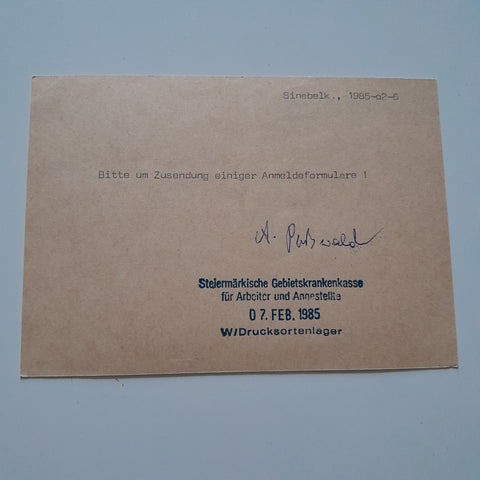 Sinabelk., 1985-o2-6
Bitte um Zusendung einiger Anmeldeformulare !
A. Pußwald
Steiermärkische Gebietskrankenkasse
für Arbeiter und Angestellte
07. FEB. 1985
W/Drucksortenlager